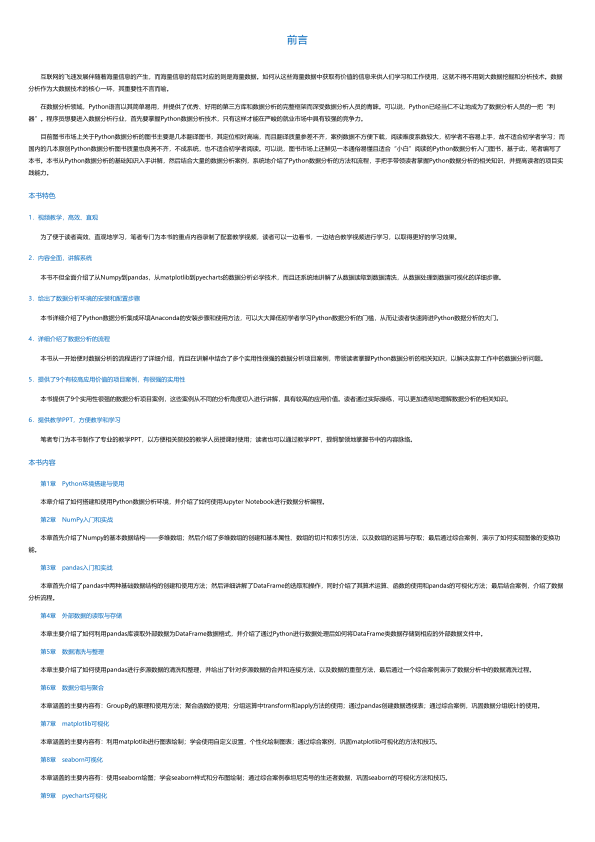 前言
互联网的飞速发展伴随着海量信息的产生，而海量信息的背后对应的则是海量数据。如何从这些海量数据中获取有价值的信息来供人们学习和工作使用，这就不得不用到大数据挖掘和分析技术。数据
分析作为大数据技术的核心一环，其重要性不言而喻。
在数据分析领域，Python语言以其简单易用，并提供了优秀、好用的第三方库和数据分析的完整框架而深受数据分析人员的青睐。可以说，Python已经当仁不让地成为了数据分析人员的一把“利
器”。程序员想要进入数据分析行业，首先要掌握Python数据分析技术，只有这样才能在严峻的就业市场中具有较强的竞争力。
目前图书市场上关于Python数据分析的图书主要是几本翻译图书，其定位相对高端，而且翻译质量参差不齐，案例数据不方便下载，阅读难度系数较大，初学者不容易上手，故不适合初学者学习；而
国内的几本原创Python数据分析图书质量也良莠不齐，不成系统，也不适合初学者阅读。可以说，图书市场上还鲜见一本通俗易懂且适合“小白”阅读的Python数据分析入门图书，基于此，笔者编写了
本书。本书从Python数据分析的基础知识入手讲解，然后结合大量的数据分析案例，系统地介绍了Python数据分析的方法和流程，手把手带领读者掌握Python数据分析的相关知识，并提高读者的项目实
践能力。
本书特色
1．视频教学，高效、直观
为了便于读者高效、直观地学习，笔者专门为本书的重点内容录制了配套教学视频，读者可以一边看书，一边结合教学视频进行学习，以取得更好的学习效果。
2．内容全面，讲解系统
本书不但全面介绍了从Numpy到pandas，从matplotlib到pyecharts的数据分析必学技术，而且还系统地讲解了从数据读取到数据清洗，从数据处理到数据可视化的详细步骤。
3．给出了数据分析环境的安装和配置步骤
本书详细介绍了Python数据分析集成环境Anaconda的安装步骤和使用方法，可以大大降低初学者学习Python数据分析的门槛，从而让读者快速跨进Python数据分析的大门。
4．详细介绍了数据分析的流程
本书从一开始便对数据分析的流程进行了详细介绍，而且在讲解中结合了多个实用性很强的数据分析项目案例，带领读者掌握Python数据分析的相关知识，以解决实际工作中的数据分析问题。
5．提供了9个有较高应用价值的项目案例，有很强的实用性
本书提供了9个实用性很强的数据分析项目案例，这些案例从不同的分析角度切入进行讲解，具有较高的应用价值。读者通过实际操练，可以更加透彻地理解数据分析的相关知识。
6．提供教学PPT，方便教学和学习
笔者专门为本书制作了专业的教学PPT，以方便相关院校的教学人员授课时使用；读者也可以通过教学PPT，提纲挈领地掌握书中的内容脉络。
本书内容
第1章　Python环境搭建与使用
本章介绍了如何搭建和使用Python数据分析环境，并介绍了如何使用Jupyter Notebook进行数据分析编程。
第2章　NumPy入门和实战
本章首先介绍了Numpy的基本数据结构——多维数组；然后介绍了多维数组的创建和基本属性，数组的切片和索引方法，以及数组的运算与存取；最后通过综合案例，演示了如何实现图像的变换功
能。
第3章　pandas入门和实战
本章首先介绍了pandas中两种基础数据结构的创建和使用方法；然后详细讲解了DataFrame的选取和操作，同时介绍了其算术运算、函数的使用和pandas的可视化方法；最后结合案例，介绍了数据
分析流程。
第4章　外部数据的读取与存储
本章主要介绍了如何利用pandas库读取外部数据为DataFrame数据格式，并介绍了通过Python进行数据处理后如何将DataFrame类数据存储到相应的外部数据文件中。
第5章　数据清洗与整理
本章主要介绍了如何使用pandas进行多源数据的清洗和整理，并给出了针对多源数据的合并和连接方法，以及数据的重塑方法，最后通过一个综合案例演示了数据分析中的数据清洗过程。
第6章　数据分组与聚合
本章涵盖的主要内容有：GroupBy的原理和使用方法；聚合函数的使用；分组运算中transform和apply方法的使用；通过pandas创建数据透视表；通过综合案例，巩固数据分组统计的使用。
第7章　matplotlib可视化
本章涵盖的主要内容有：利用matplotlib进行图表绘制；学会使用自定义设置，个性化绘制图表；通过综合案例，巩固matplotlib可视化的方法和技巧。
第8章　seaborn可视化
本章涵盖的主要内容有：使用seaborn绘图；学会seaborn样式和分布图绘制；通过综合案例泰坦尼克号的生还者数据，巩固seaborn的可视化方法和技巧。
第9章　pyecharts可视化